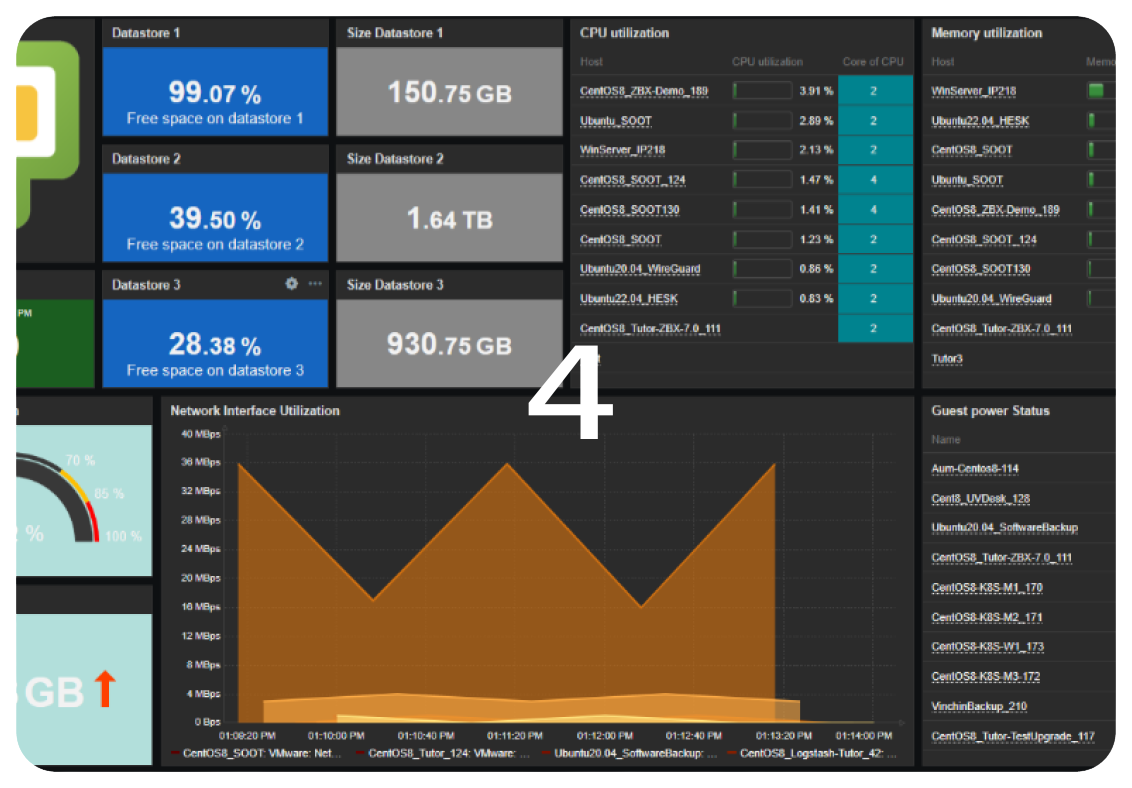 Datastore 1
99.07 %
Free space on datastore 1
Size Datastore 1
150.75 GB
Datastore 2
39.50 %
Free space on datastore 2
Size Datastore 2
1.64 TB
PM
Datastore 3
28.38 %
Free space on datastore 3
Size Datastore 3
930.75 GB
CPU utilization
Host CPU utilization Core of CPU
CentOS8_ZBX-Demo_189 3.91 % 2
Ubuntu_SOOT 2.89 % 2
WinServer_IP218 2.13 % 2
CentOS8_SOOT_124 1.47 % 4
CentOS8_SOOT130 1.41 % 4
CentOS8_SOOT 1.23 % 2
Ubuntu20.04_WireGuard 0.86 % 2
Ubuntu22.04_HESK 0.83 % 2
CentOS8_Tutor-ZBX-7.0_111 2
Memory utilization
Host
WinServer_IP218
Ubuntu22.04_HESK
CentOS8_SOOT
Ubuntu_SOOT
CentOS8_ZBX-Demo_189
CentOS8_SOOT_124
CentOS8_SOOT130
Ubuntu20.04_WireGuard
CentOS8_Tutor-ZBX-7.0_111
Tutor3
4
70 %
85 %
100 %
%
GB
Network Interface Utilization
40 MBps
36 MBps
32 MBps
28 MBps
24 MBps
20 MBps
16 MBps
12 MBps
8 MBps
4 MBps
0 Bps
01:09:20 PM 01:10:00 PM 01:10:40 PM 01:11:20 PM 01:12:00 PM 01:12:40 PM 01:13:20 PM 01:14:00 PM
CentOS8_SOOT: VMware: Net... CentOS8_Tutor_124: VMware: ... Ubuntu20.04_SoftwareBackup: ... CentOS8_Logstash-Tutor_42: ...
Guest power Status
Name
Aum-Centos8-114
Cent8_UVDesk_128
Ubuntu20.04_SoftwareBackup
CentOS8_Tutor-ZBX-7.0_111
CentOS8-K8S-M1_170
CentOS8-K8S-M2_171
CentOS8-K8S-W1_173
CentOS8-K8S-M3-172
VinchinBackup_210
CentOS8_Tutor-TestUpgrade_117